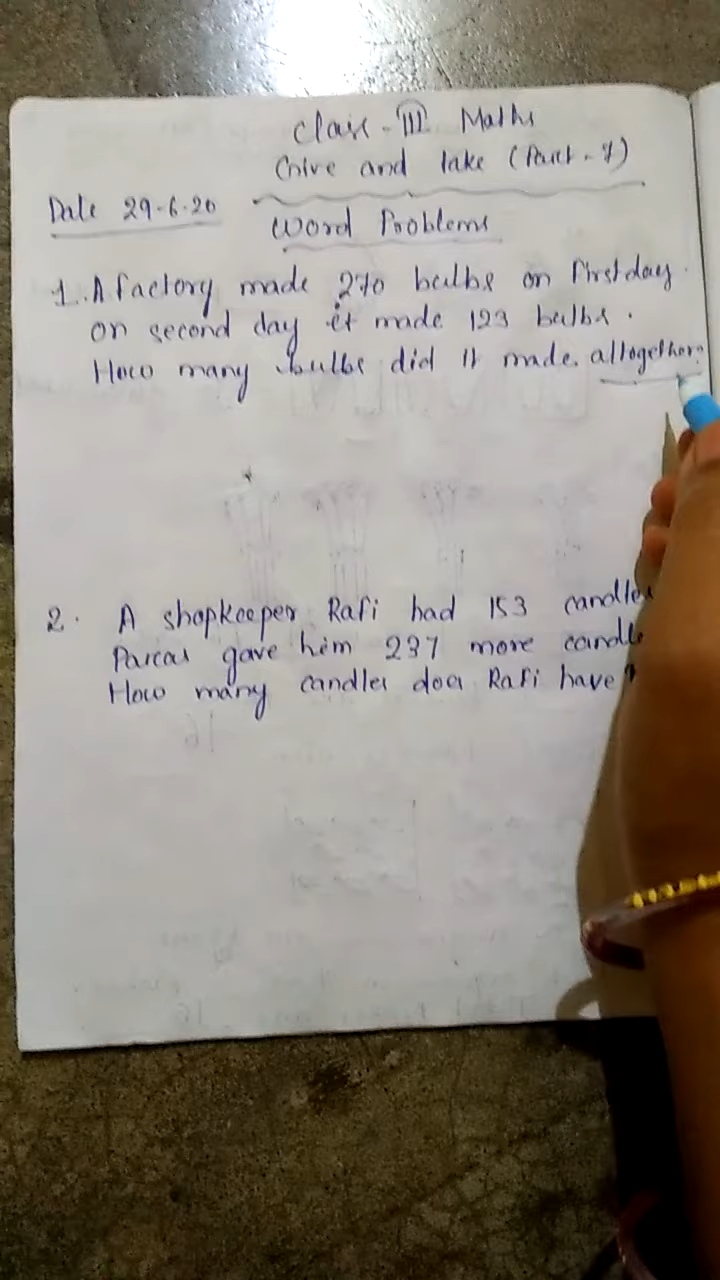 Class - III Maths
Give and take (Part - 7)
Date 29-6-20
Word Problems
1. A factory made 270 bulbs on first day.
on second day it made 123 bulbs.
How many bulbs did it made altogether?
2. A shopkeeper Rafi had 153 candles
gave him 237 more candle
How many candles does Rafi have?